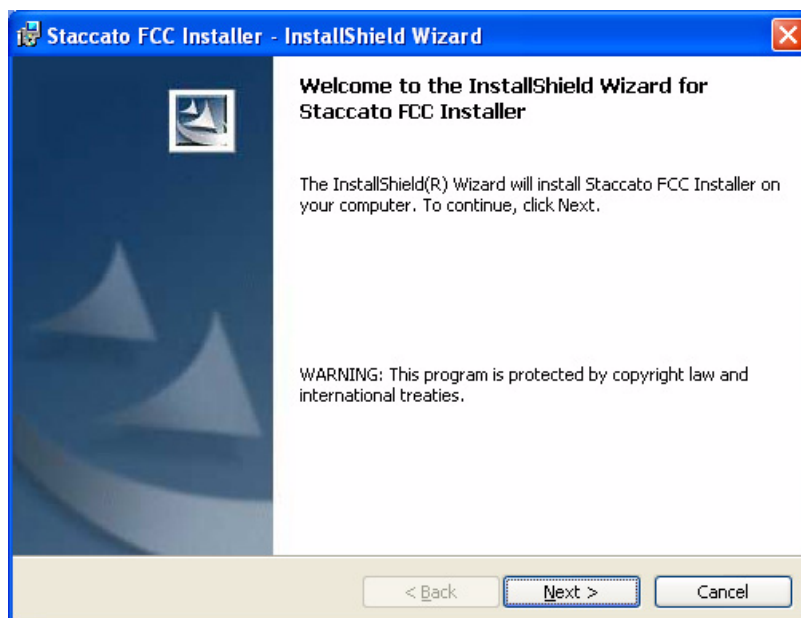 Staccato FCC Installer - InstallShield Wizard
Welcome to the InstallShield Wizard for
Staccato FCC Installer
The InstallShield(R) Wizard will install Staccato FCC Installer on
your computer. To continue, click Next.
WARNING: This program is protected by copyright law and
international treaties.
< Back Next > Cancel